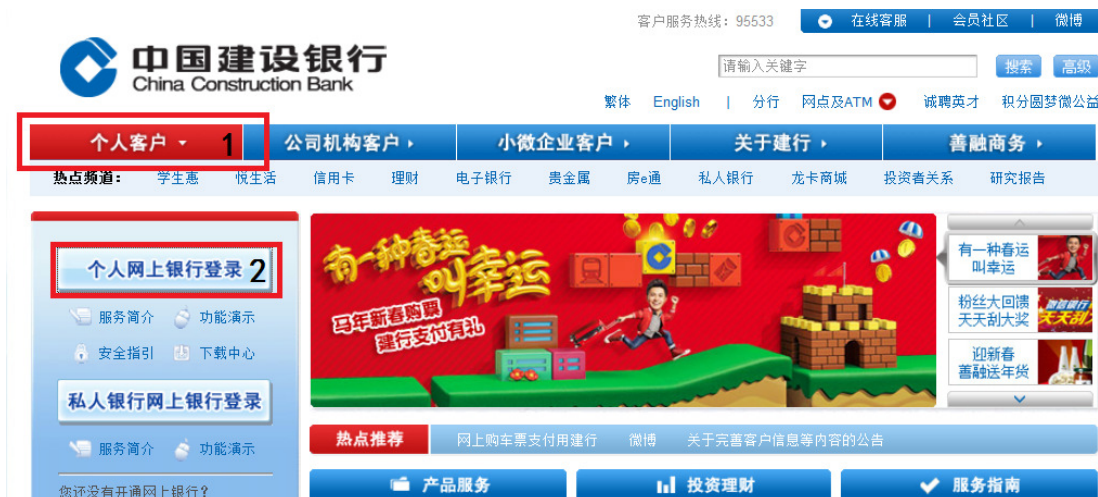 客户服务热线：95533 在线客服 | 会员社区 | 微博
中国建设银行
China Construction Bank
请输入关键字 搜索 高级
繁体 English | 分行 网点及ATM 诚聘英才 积分圆梦微公益
个人客户 1 公司机构客户 小微企业客户 关于建行 善融商务
热点频道： 学生惠 悦生活 信用卡 理财 电子银行 贵金属 房e通 私人银行 龙卡商城 投资者关系 研究报告
个人网上银行登录 2
服务简介 功能演示
安全指引 下载中心
私人银行网上银行登录
服务简介 功能演示
您还没有开通网上银行？
有一种春运
叫幸运
马年新春购票
建行支付有礼
有一种春运
叫幸运
粉丝大回馈
天天刮大奖
迎新春
善融送年货
热点推荐 网上购车票支付用建行 微博 关于完善客户信息等内容的公告
产品服务 投资理财 服务指南